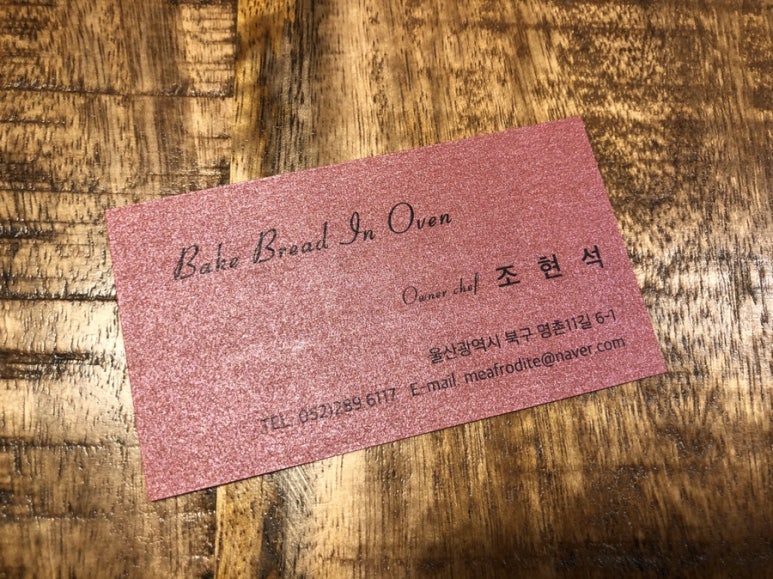 Bake Bread In Oven
Owner chef 조 현 석
울산광역시 북구 명촌11길 6-1
TEL. 052)289.6117 E-mail. meafrodite@naver.com